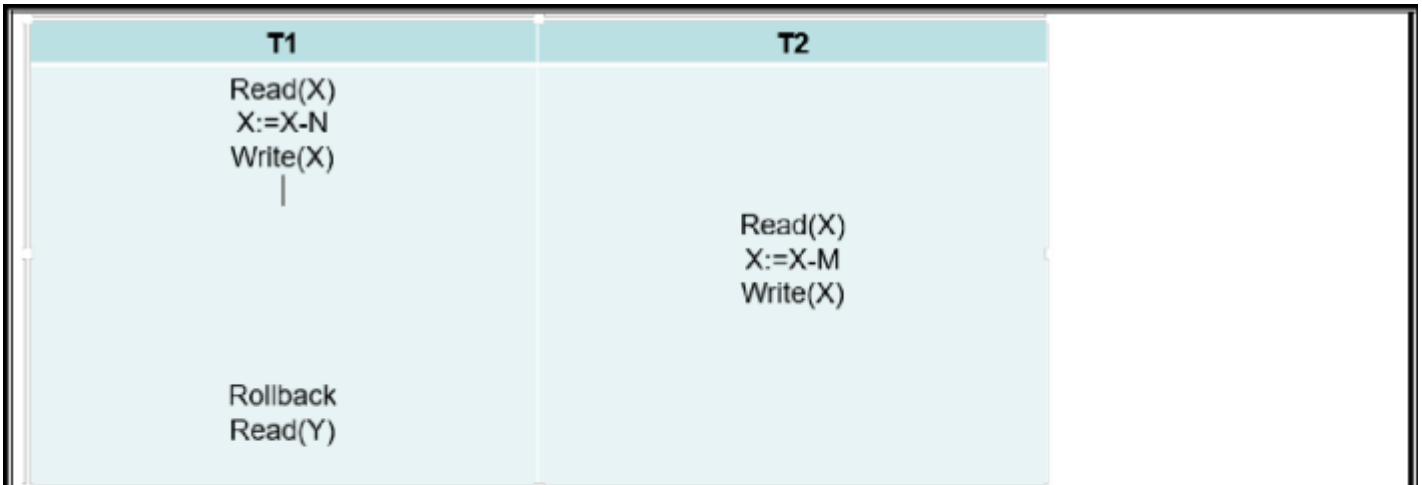 T1 T2
Read(X)
X:=X-N
Write(X)
Read(X)
X:=X-M
Write(X)
Rollback
Read(Y)